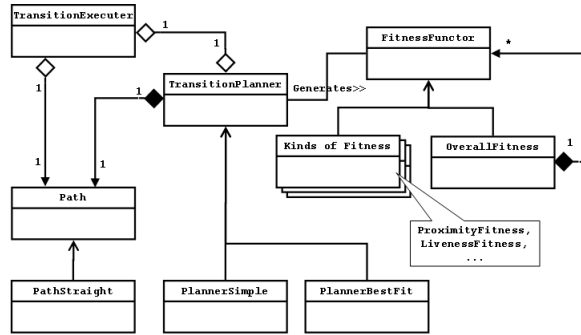 TransitionExecuter
1
1
FitnessFunctor
*
1
1
TransitionPlanner
1
Generates>>
Kinds of Fitness
OverallFitness
1
1
1
Path
ProximityFitness,
LivenessFitness,
...
PathStraight
PlannerSimple
PlannerBestFit